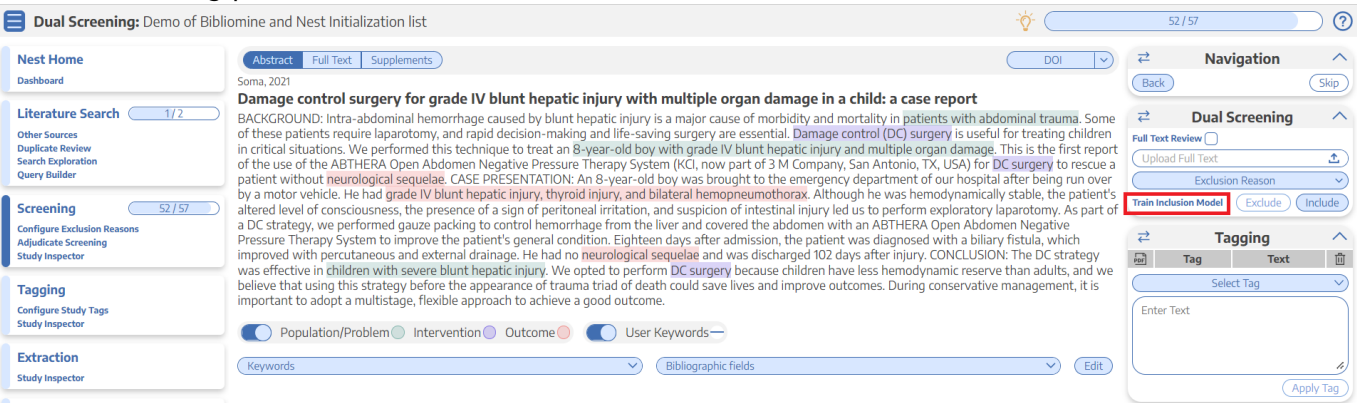 Dual Screening: Demo of Bibliomine and Nest Initialization list
52 / 57
?
Nest Home
Dashboard
Literature Search 1 / 2
Other Sources
Duplicate Review
Search Exploration
Query Builder
Screening 52 / 57
Configure Exclusion Reasons
Adjudicate Screening
Study Inspector
Tagging
Configure Study Tags
Study Inspector
Extraction
Study Inspector
Abstract Full Text Supplements
DOI
Soma, 2021
Damage control surgery for grade IV blunt hepatic injury with multiple organ damage in a child: a case report
BACKGROUND: Intra-abdominal hemorrhage caused by blunt hepatic injury is a major cause of morbidity and mortality in patients with abdominal trauma. Some
of these patients require laparotomy, and rapid decision-making and life-saving surgery are essential. Damage control (DC) surgery is useful for treating children
in critical situations. We performed this technique to treat an 8-year-old boy with grade IV blunt hepatic injury and multiple organ damage. This is the first report
of the use of the ABTHERA Open Abdomen Negative Pressure Therapy System (KCI, now part of 3 M Company, San Antonio, TX, USA) for DC surgery to rescue a
patient without neurological sequelae. CASE PRESENTATION: An 8-year-old boy was brought to the emergency department of our hospital after being run over
by a motor vehicle. He had grade IV blunt hepatic injury, thyroid injury, and bilateral hemopneumothorax. Although he was hemodynamically stable, the patient's
altered level of consciousness, the presence of a sign of peritoneal irritation, and suspicion of intestinal injury led us to perform exploratory laparotomy. As part of
a DC strategy, we performed gauze packing to control hemorrhage from the liver and covered the abdomen with an ABTHERA Open Abdomen Negative
Pressure Therapy System to improve the patient's general condition. Eighteen days after admission, the patient was diagnosed with a biliary fistula, which
improved with percutaneous and external drainage. He had no neurological sequelae and was discharged 102 days after injury. CONCLUSION: The DC strategy
was effective in children with severe blunt hepatic injury. We opted to perform DC surgery because children have less hemodynamic reserve than adults, and we
believe that using this strategy before the appearance of trauma triad of death could save lives and improve outcomes. During conservative management, it is
important to adopt a multistage, flexible approach to achieve a good outcome.
Population/Problem Intervention Outcome User Keywords
Keywords Bibliographic fields Edit
Navigation
Back Skip
Dual Screening
Full Text Review
Upload Full Text
Exclusion Reason
Train Inclusion Model Exclude Include
Tagging
PDF Tag Text
Select Tag
Enter Text
Apply Tag